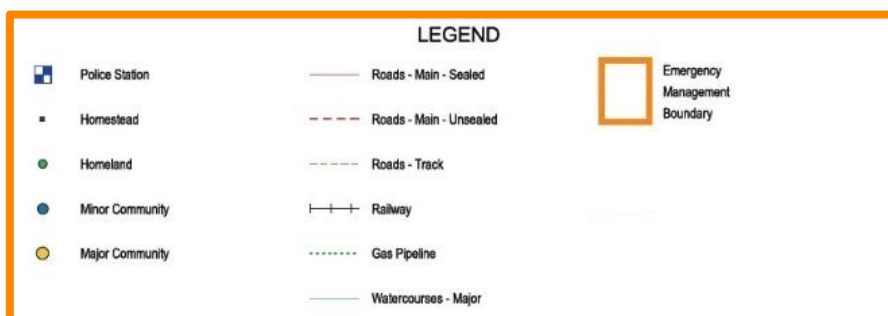 LEGEND
Police Station
Homestead
Homeland
Minor Community
Major Community
Roads - Main - Sealed
Roads - Main - Unsealed
Roads - Track
Railway
Gas Pipeline
Watercourses - Major
Emergency
Management
Boundary